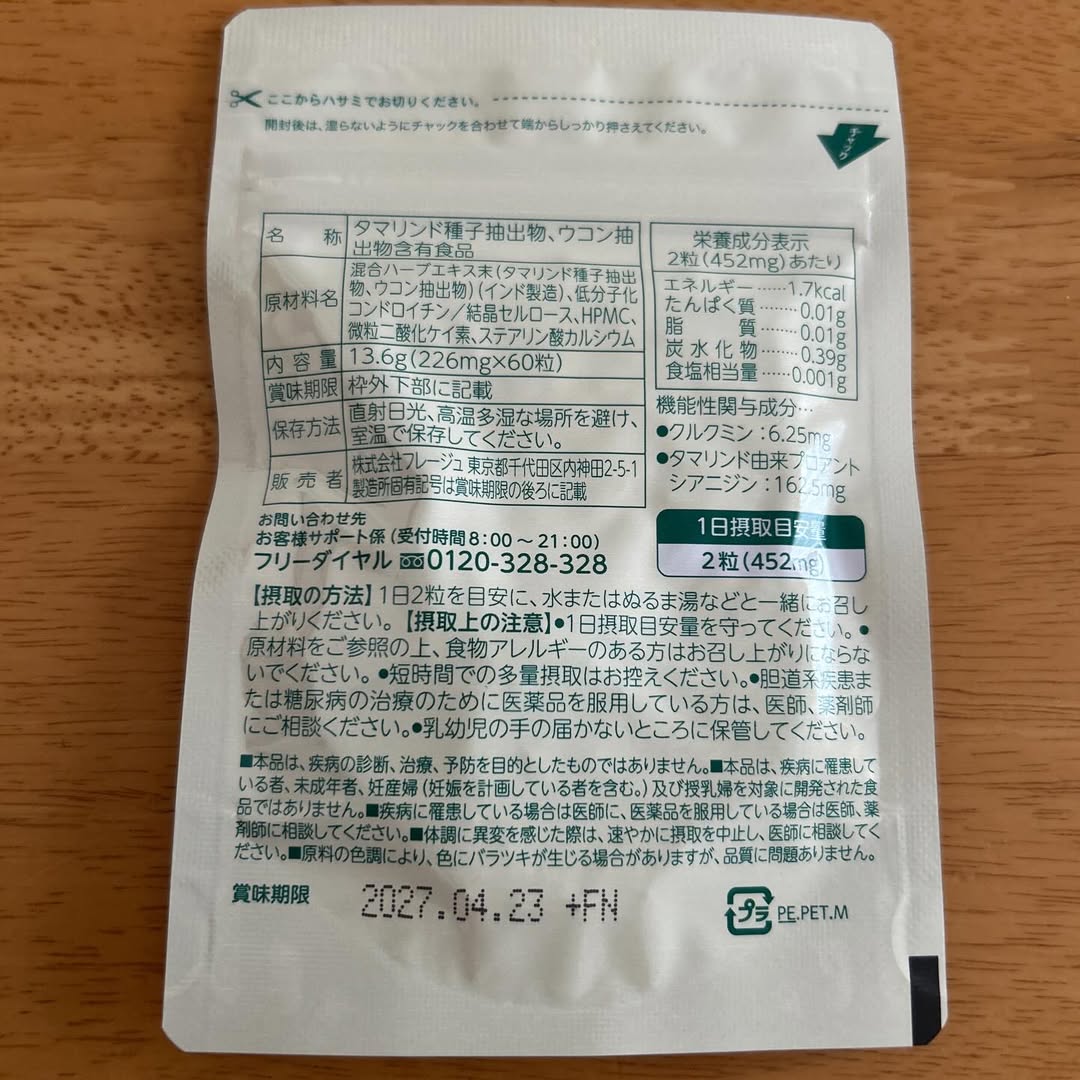 ここからハサミでお切りください。
開封後は、湿らないようにチャックを合わせて端からしっかり押さえてください。
チャック
名 称 タマリンド種子抽出物、ウコン抽
出物含有食品
原材料名 混合ハーブエキス末(タマリンド種子抽出
物、ウコン抽出物)(インド製造)、低分子化
コンドロイチン/結晶セルロース、HPMC、
微粒二酸化ケイ素、ステアリン酸カルシウム
内容量 13.6g(226mg×60粒)
賞味期限 枠外下部に記載
保存方法 直射日光、高温多湿な場所を避け、
室温で保存してください。
販売者 株式会社フレージュ 東京都千代田区内神田2-5-1
製造所固有記号は賞味期限の後ろに記載
栄養成分表示
2粒(452mg)あたり
エネルギー……1.7kcal
たんぱく質……0.01g
脂 質……0.01g
炭水化物……0.39g
食塩相当量……0.001g
機能性関与成分…
●クルクミン:6.25mg
●タマリンド由来プロアント
シアニジン:162.5mg
1日摂取目安量
2粒(452mg)
お問い合わせ先
お客様サポート係(受付時間8:00~21:00)
フリーダイヤル 0120-328-328
【摂取の方法】1日2粒を目安に、水またはぬるま湯などと一緒にお召し
上がりください。【摂取上の注意】●1日摂取目安量を守ってください。●
原材料をご参照の上、食物アレルギーのある方はお召し上がりにならな
いでください。●短時間での多量摂取はお控えください。●胆道系疾患ま
たは糖尿病の治療のために医薬品を服用している方は、医師、薬剤師
にご相談ください。●乳幼児の手の届かないところに保管してください。
■本品は、疾病の診断、治療、予防を目的としたものではありません。■本品は、疾病に罹患して
いる者、未成年者、妊産婦(妊娠を計画している者を含む。)及び授乳婦を対象に開発された食
品ではありません。■疾病に罹患している場合は医師に、医薬品を服用している場合は医師、薬
剤師に相談してください。■体調に異変を感じた際は、速やかに摂取を中止し、医師に相談してく
ださい。■原料の色調により、色にバラツキが生じる場合がありますが、品質に問題ありません。
賞味期限 2027.04.23 +FN
プラ PE.PET.M